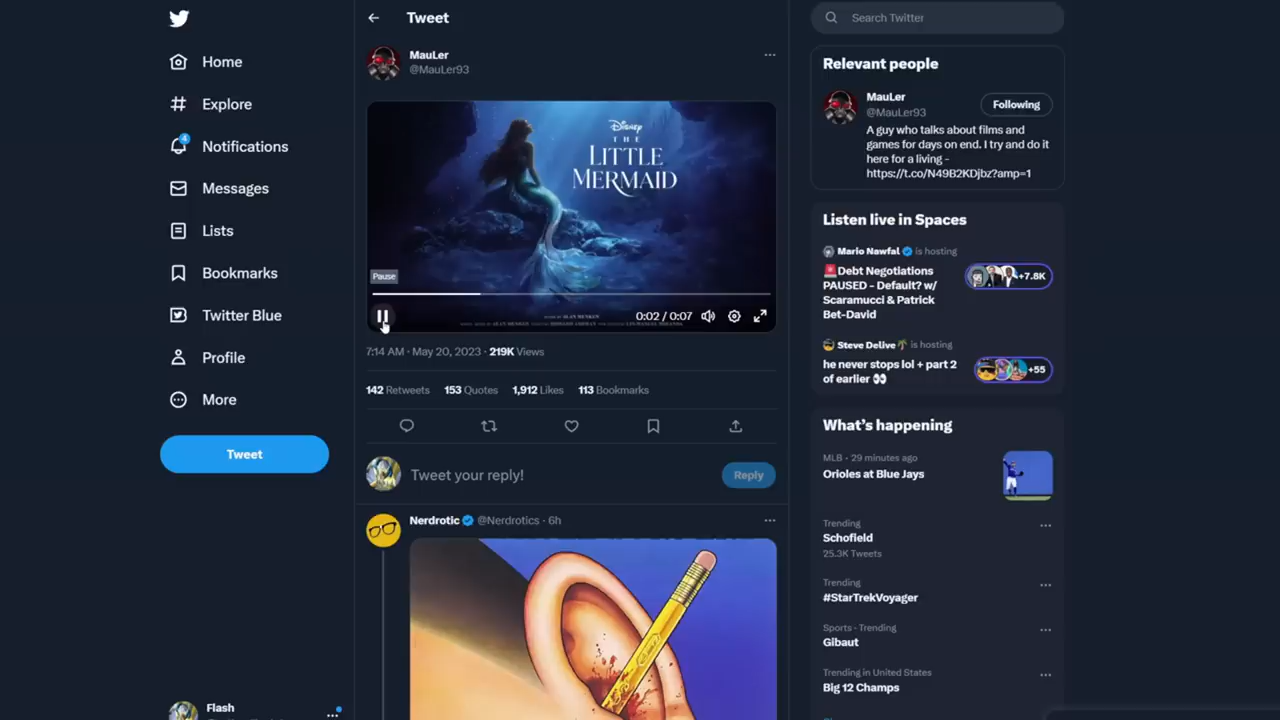 Home
Explore
4
Notifications
Messages
Lists
Bookmarks
Twitter Blue
Profile
More
Tweet
Flash
Tweet
MauLer
@MauLer93
Disney
THE
LITTLE
MERMAID
Pause
0:02 / 0:07
7:14 AM · May 20, 2023 · 219K Views
142 Retweets 153 Quotes 1,912 Likes 113 Bookmarks
Tweet your reply!
Reply
Nerdrotic @Nerdrotics · 6h
Search Twitter
Relevant people
MauLer
@MauLer93
Following
A guy who talks about films and
games for days on end. I try and do it
here for a living -
https://t.co/N49B2KDjbz?amp=1
Listen live in Spaces
Mario Nawfal is hosting
🚨Debt Negotiations
PAUSED - Default? w/
Scaramucci & Patrick
Bet-David
+7.8K
Steve Delive🌴 is hosting
he never stops lol + part 2
of earlier 👀
+55
What's happening
MLB · 29 minutes ago
Orioles at Blue Jays
Trending
Schofield
25.3K Tweets
Trending
#StarTrekVoyager
Sports · Trending
Gibaut
Trending in United States
Big 12 Champs